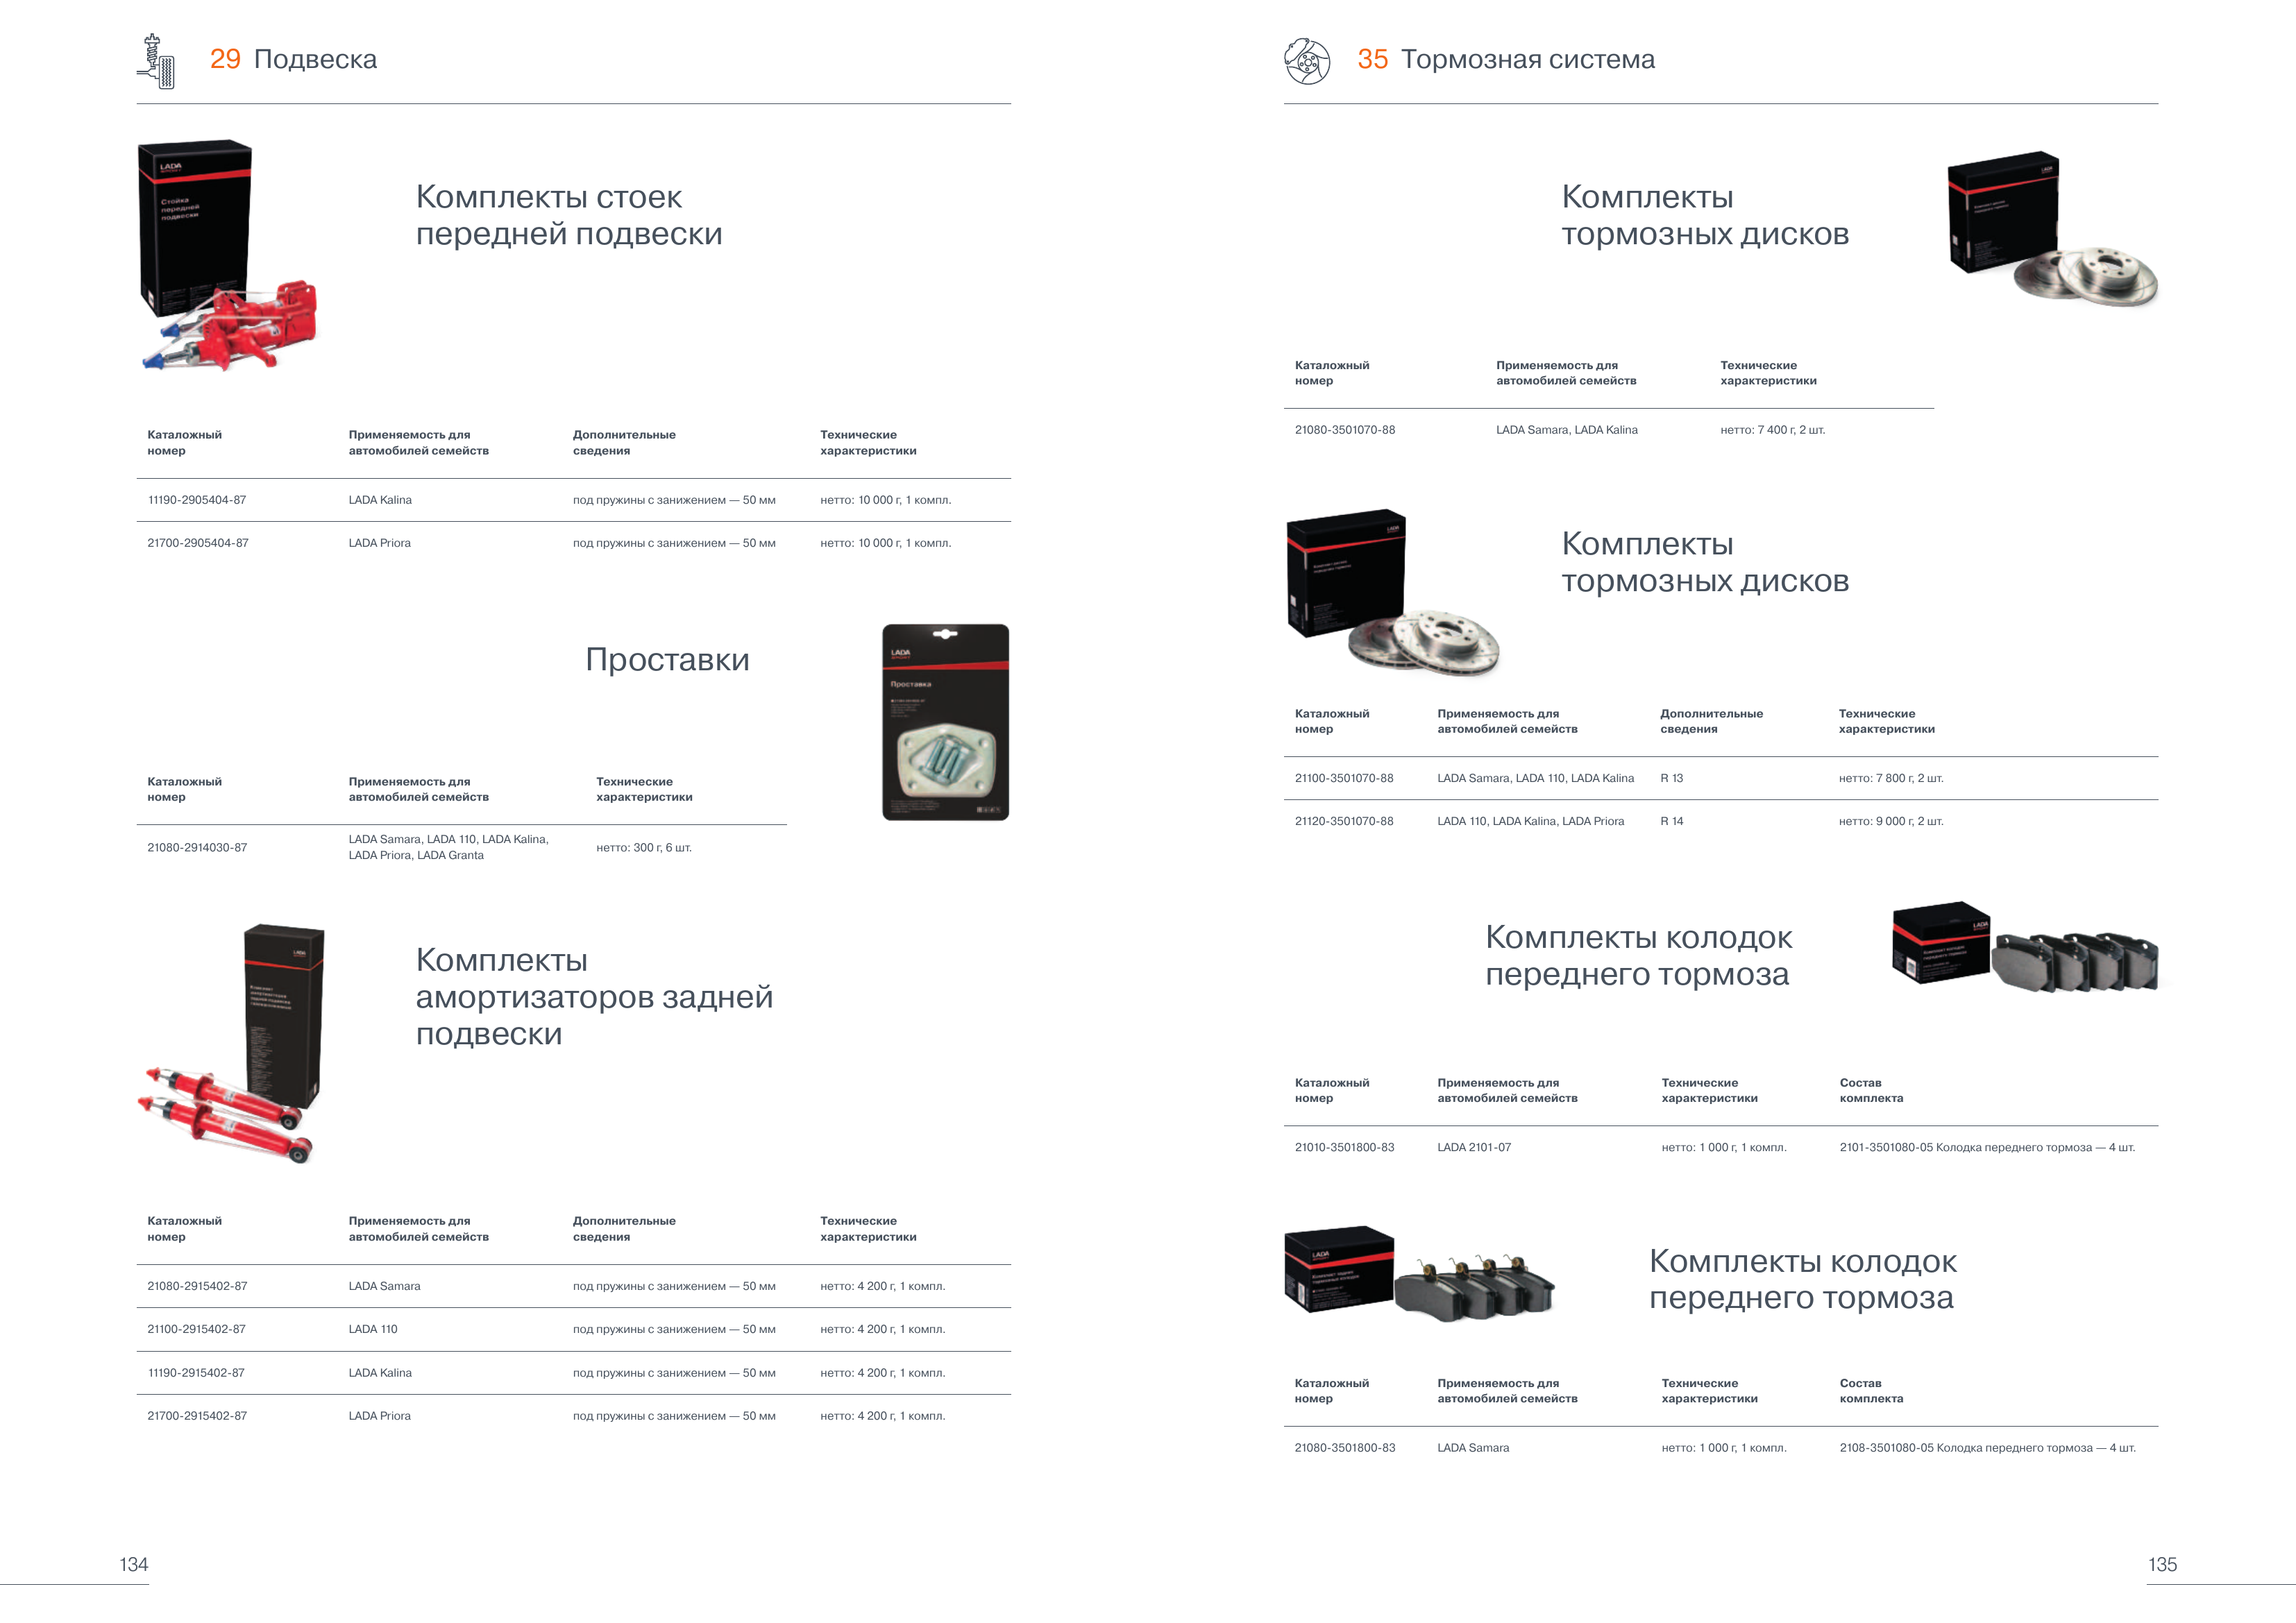 29 Подвеска
LADA
Стойка
передней
подвески
Комплекты стоек
передней подвески
Каталожный номер Применяемость для автомобилей семейств Дополнительные сведения Технические характеристики
11190-2905404-87 LADA Kalina под пружины с занижением — 50 мм нетто: 10 000 г, 1 компл.
21700-2905404-87 LADA Priora под пружины с занижением — 50 мм нетто: 10 000 г, 1 компл.
Проставки
LADA
Проставка
Каталожный номер Применяемость для автомобилей семейств Технические характеристики
21080-2914030-87 LADA Samara, LADA 110, LADA Kalina, LADA Priora, LADA Granta нетто: 300 г, 6 шт.
LADA
Комплекты
амортизаторов задней
подвески
Каталожный номер Применяемость для автомобилей семейств Дополнительные сведения Технические характеристики
21080-2915402-87 LADA Samara под пружины с занижением — 50 мм нетто: 4 200 г, 1 компл.
21100-2915402-87 LADA 110 под пружины с занижением — 50 мм нетто: 4 200 г, 1 компл.
11190-2915402-87 LADA Kalina под пружины с занижением — 50 мм нетто: 4 200 г, 1 компл.
21700-2915402-87 LADA Priora под пружины с занижением — 50 мм нетто: 4 200 г, 1 компл.
134
35 Тормозная система
Комплекты
тормозных дисков
LADA
Каталожный номер Применяемость для автомобилей семейств Технические характеристики
21080-3501070-88 LADA Samara, LADA Kalina нетто: 7 400 г, 2 шт.
LADA
Комплекты
тормозных дисков
Каталожный номер Применяемость для автомобилей семейств Дополнительные сведения Технические характеристики
21100-3501070-88 LADA Samara, LADA 110, LADA Kalina R 13 нетто: 7 800 г, 2 шт.
21120-3501070-88 LADA 110, LADA Kalina, LADA Priora R 14 нетто: 9 000 г, 2 шт.
Комплекты колодок
переднего тормоза
LADA
Каталожный номер Применяемость для автомобилей семейств Технические характеристики Состав комплекта
21010-3501800-83 LADA 2101-07 нетто: 1 000 г, 1 компл. 2101-3501080-05 Колодка переднего тормоза — 4 шт.
LADA
Комплекты колодок
переднего тормоза
Каталожный номер Применяемость для автомобилей семейств Технические характеристики Состав комплекта
21080-3501800-83 LADA Samara нетто: 1 000 г, 1 компл. 2108-3501080-05 Колодка переднего тормоза — 4 шт.
135